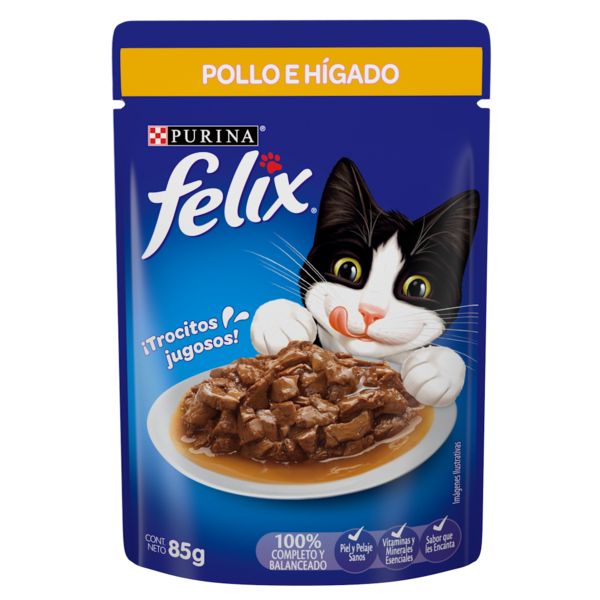 POLLO E HÍGADO
PURINA®
felix®
¡Trocitos
jugosos!
Imágenes Ilustrativas
CONT.
NETO 85g
100%
COMPLETO Y
BALANCEADO
Piel y Pelaje
Sanos
Vitaminas y
Minerales
Esenciales
Sabor que
les Encanta